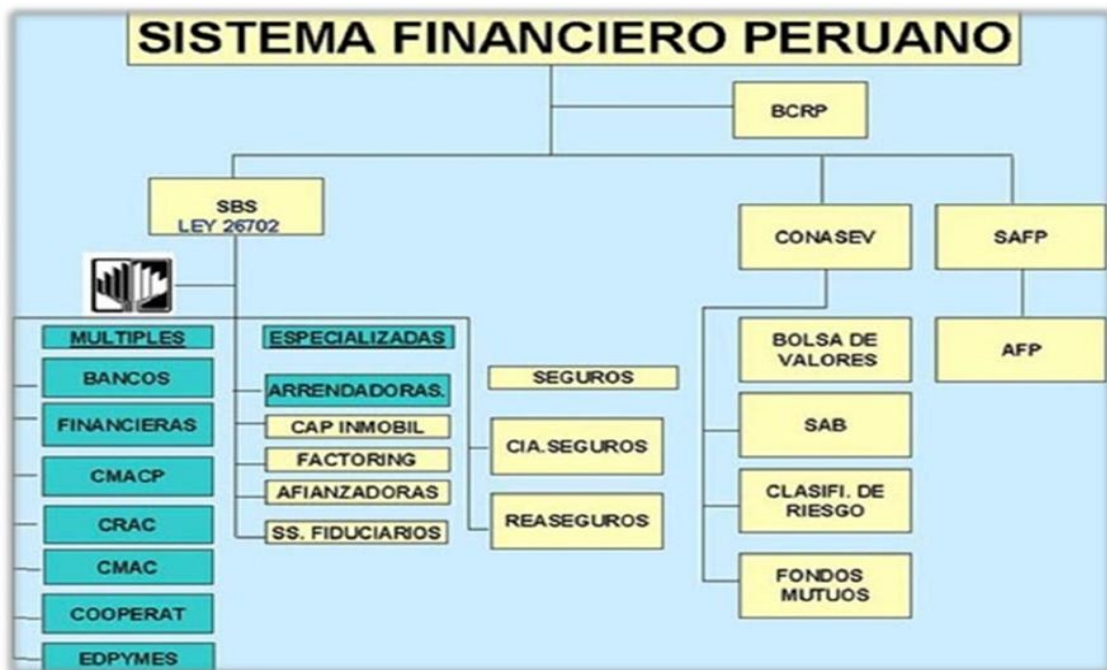 SISTEMA FINANCIERO PERUANO
BCRP
SBS
LEY 26702
CONASEV
SAFP
MULTIPLES
BANCOS
FINANCIERAS
CMACP
CRAC
CMAC
COOPERAT
EDPYMES
ESPECIALIZADAS
ARRENDADORAS.
CAP INMOBIL
FACTORING
AFIANZADORAS
SS. FIDUCIARIOS
SEGUROS
CIA.SEGUROS
REASEGUROS
BOLSA DE
VALORES
SAB
CLASIFI. DE
RIESGO
FONDOS
MUTUOS
AFP